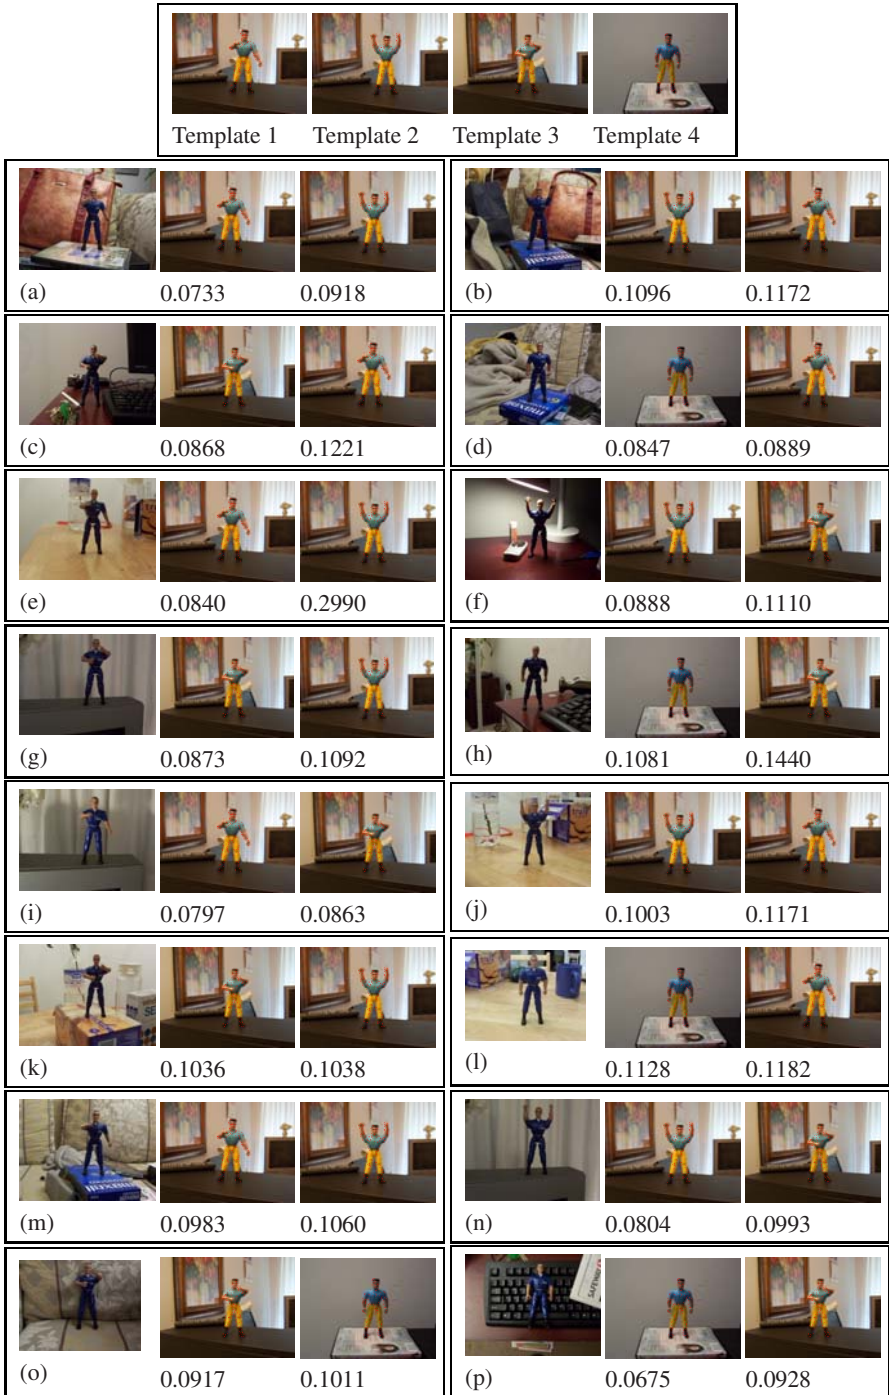 Template 1 Template 2 Template 3 Template 4
(a) 0.0733 0.0918
(b) 0.1096 0.1172
(c) 0.0868 0.1221
(d) 0.0847 0.0889
(e) 0.0840 0.2990
(f) 0.0888 0.1110
(g) 0.0873 0.1092
(h) 0.1081 0.1440
(i) 0.0797 0.0863
(j) 0.1003 0.1171
(k) 0.1036 0.1038
(l) 0.1128 0.1182
(m) 0.0983 0.1060
(n) 0.0804 0.0993
(o) 0.0917 0.1011
SAFEWAY
(p) 0.0675 0.0928